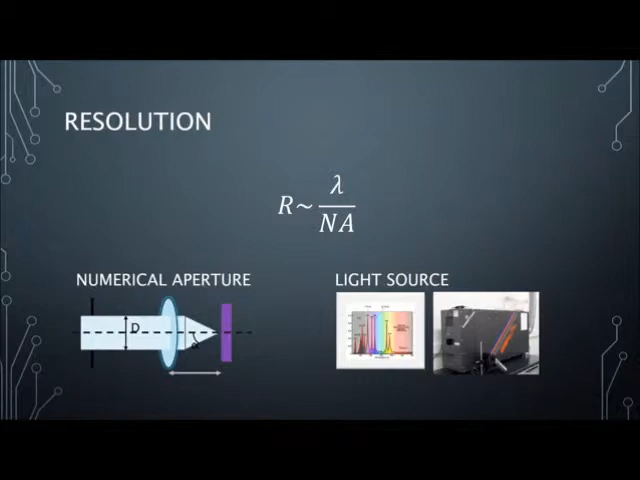 RESOLUTION
R~ λ/NA
NUMERICAL APERTURE
LIGHT SOURCE
D